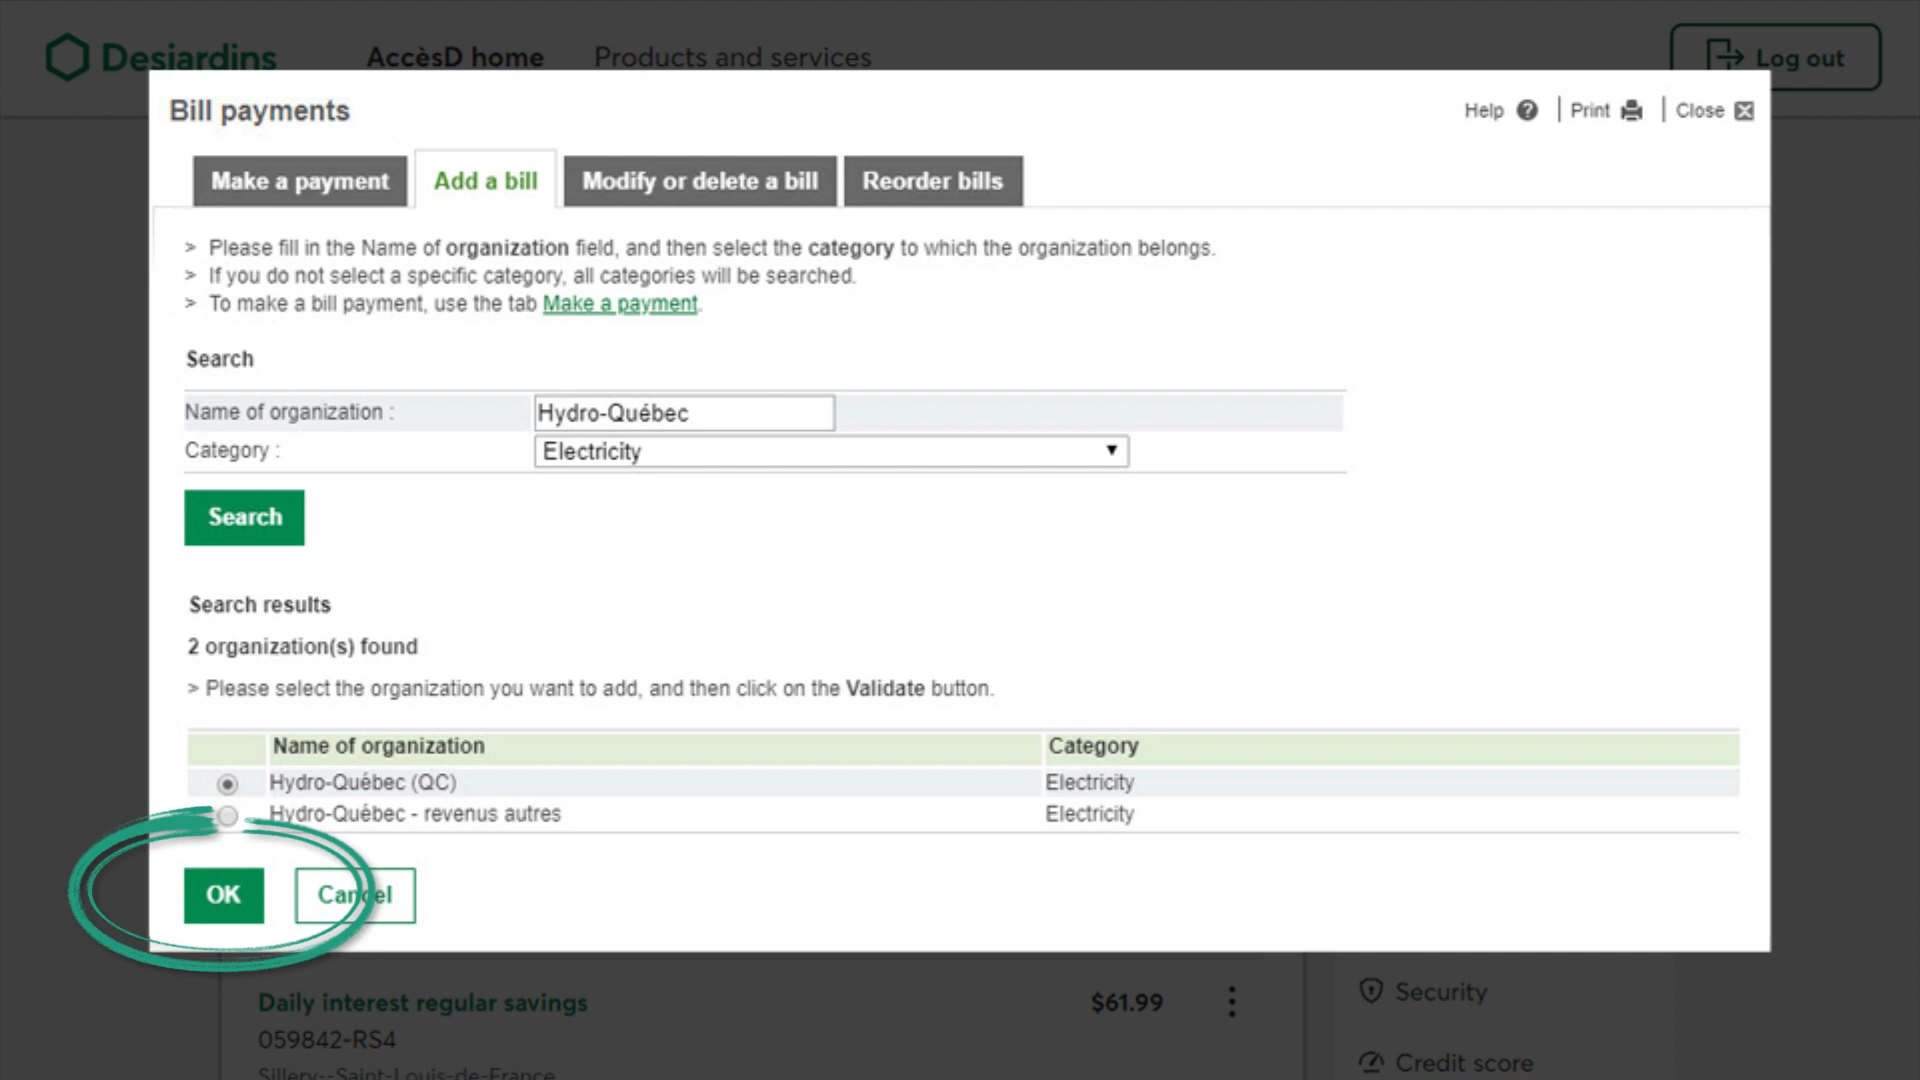 Desjardins
AccèsD home
Products and services
Log out
Bill payments
Help ? | Print | Close
Make a payment
Add a bill
Modify or delete a bill
Reorder bills
> Please fill in the Name of organization field, and then select the category to which the organization belongs.
> If you do not select a specific category, all categories will be searched.
> To make a bill payment, use the tab Make a payment.
Search
Name of organization : Hydro-Québec
Category : Electricity
Search
Search results
2 organization(s) found
> Please select the organization you want to add, and then click on the Validate button.
Name of organization Category
Hydro-Québec (QC) Electricity
Hydro-Québec - revenus autres Electricity
OK Cancel
Daily interest regular savings $61.99
059842-RS4
Sillery--Saint-Louis-de-France
Security
Credit score